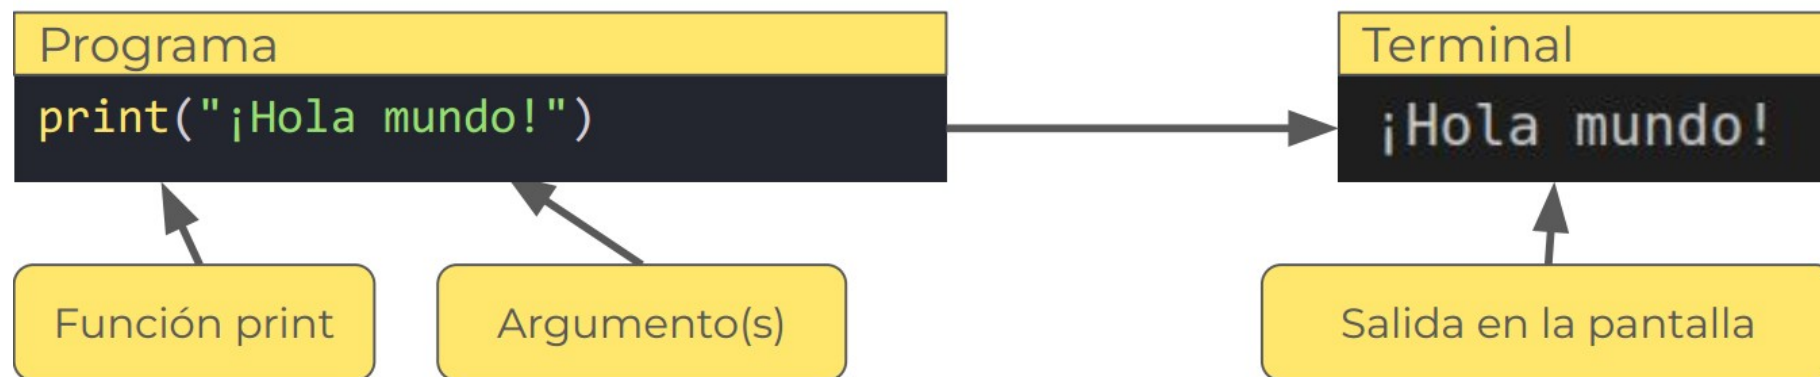 Programa
print("¡Hola mundo!")
Terminal
¡Hola mundo!
Función print
Argumento(s)
Salida en la pantalla